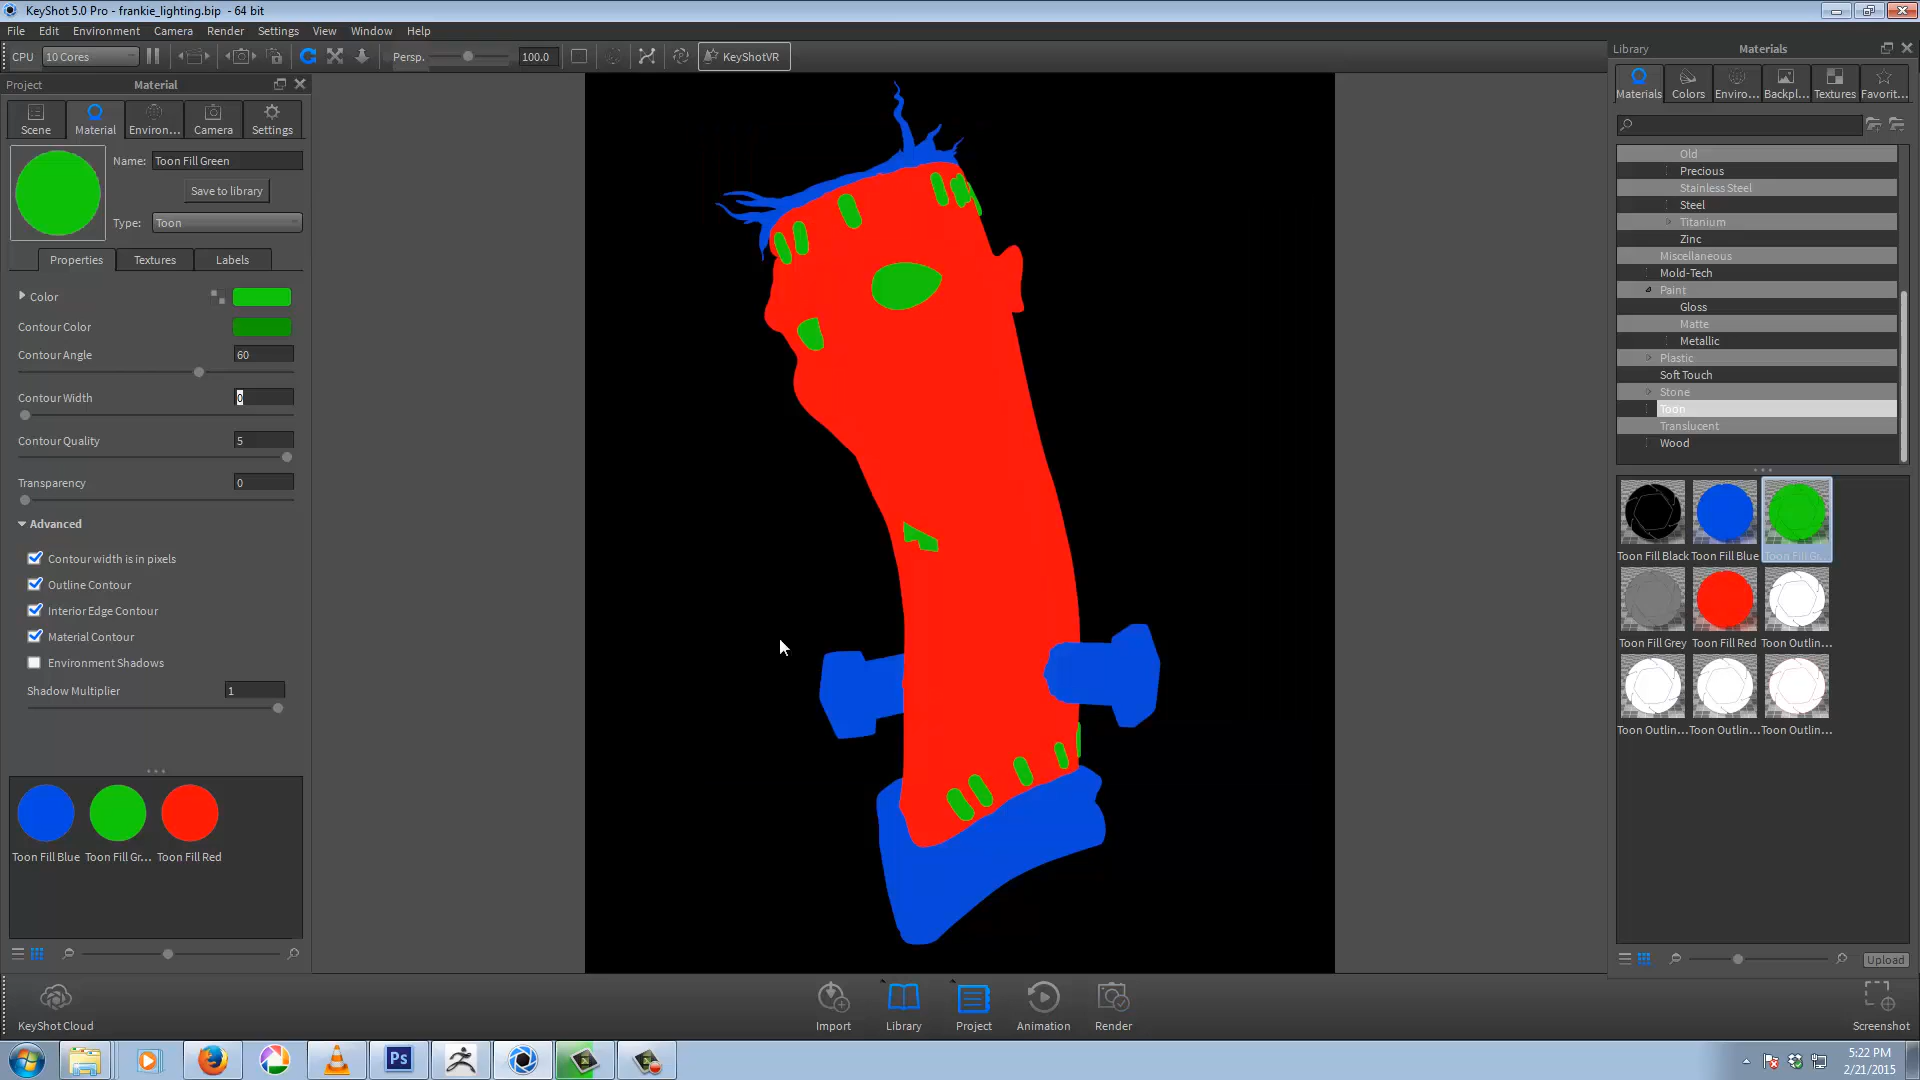 KeyShot 5.0 Pro - frankie_lighting.bip - 64 bit
File Edit Environment Camera Render Settings View Window Help
CPU 10 Cores Persp. 100.0 KeyShotVR
Project Material
Scene Material Environ... Camera Settings
Name: Toon Fill Green
Save to library
Type: Toon
Properties Textures Labels
Color
Contour Color
Contour Angle 60
Contour Width 0
Contour Quality 5
Transparency 0
Advanced
Contour width is in pixels
Outline Contour
Interior Edge Contour
Material Contour
Environment Shadows
Shadow Multiplier 1
Toon Fill Blue Toon Fill Gr... Toon Fill Red
KeyShot Cloud
Import Library Project Animation Render
Library Materials
Materials Colors Enviro... Backpl... Textures Favorit...
Old
Precious
Stainless Steel
Steel
Titanium
Zinc
Miscellaneous
Mold-Tech
Paint
Gloss
Matte
Metallic
Plastic
Soft Touch
Stone
Toon
Translucent
Wood
Toon Fill Black Toon Fill Blue Toon Fill Gr...
Toon Fill Grey Toon Fill Red Toon Outlin...
Toon Outlin... Toon Outlin... Toon Outlin...
Upload
Screenshot
Ps
5:22 PM
2/21/2015